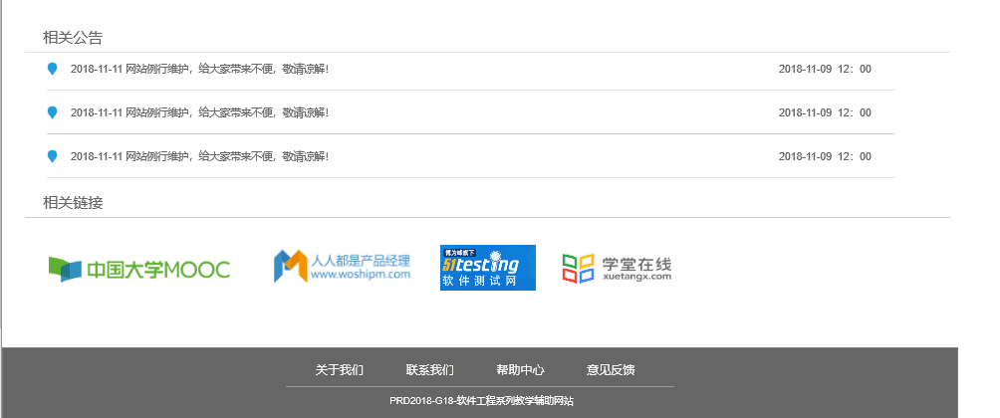 相关公告
2018-11-11 网站例行维护，给大家带来不便，敬请谅解！ 2018-11-09 12：00
2018-11-11 网站例行维护，给大家带来不便，敬请谅解！ 2018-11-09 12：00
2018-11-11 网站例行维护，给大家带来不便，敬请谅解！ 2018-11-09 12：00
相关链接
中国大学MOOC
人人都是产品经理
www.woshipm.com
博为峰旗下
51testing
软件测试网
学堂在线
xuetangx.com
关于我们 联系我们 帮助中心 意见反馈
PRD2018-G18-软件工程系列教学辅助网站